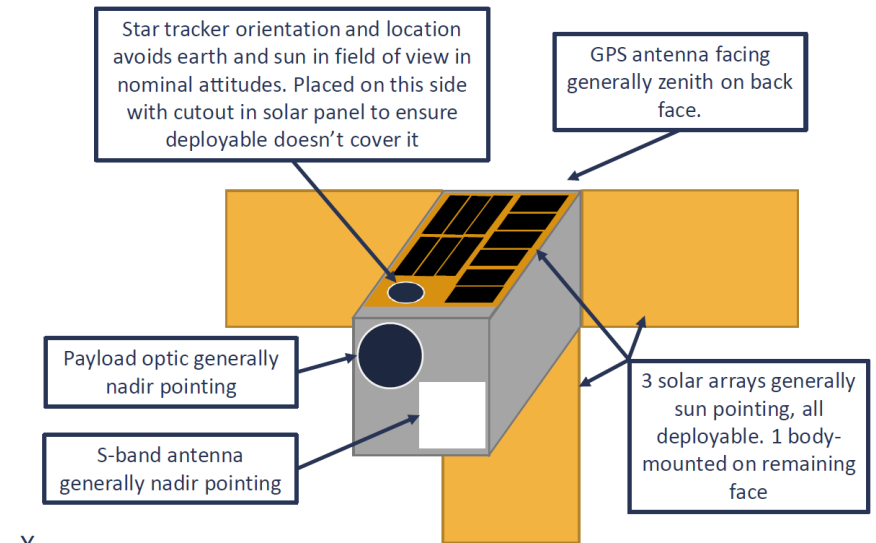 Star tracker orientation and location
avoids earth and sun in field of view in
nominal attitudes. Placed on this side
with cutout in solar panel to ensure
deployable doesn’t cover it
GPS antenna facing
generally zenith on back
face.
Payload optic generally
nadir pointing
S-band antenna
generally nadir pointing
3 solar arrays generally
sun pointing, all
deployable. 1 body-
mounted on remaining
face